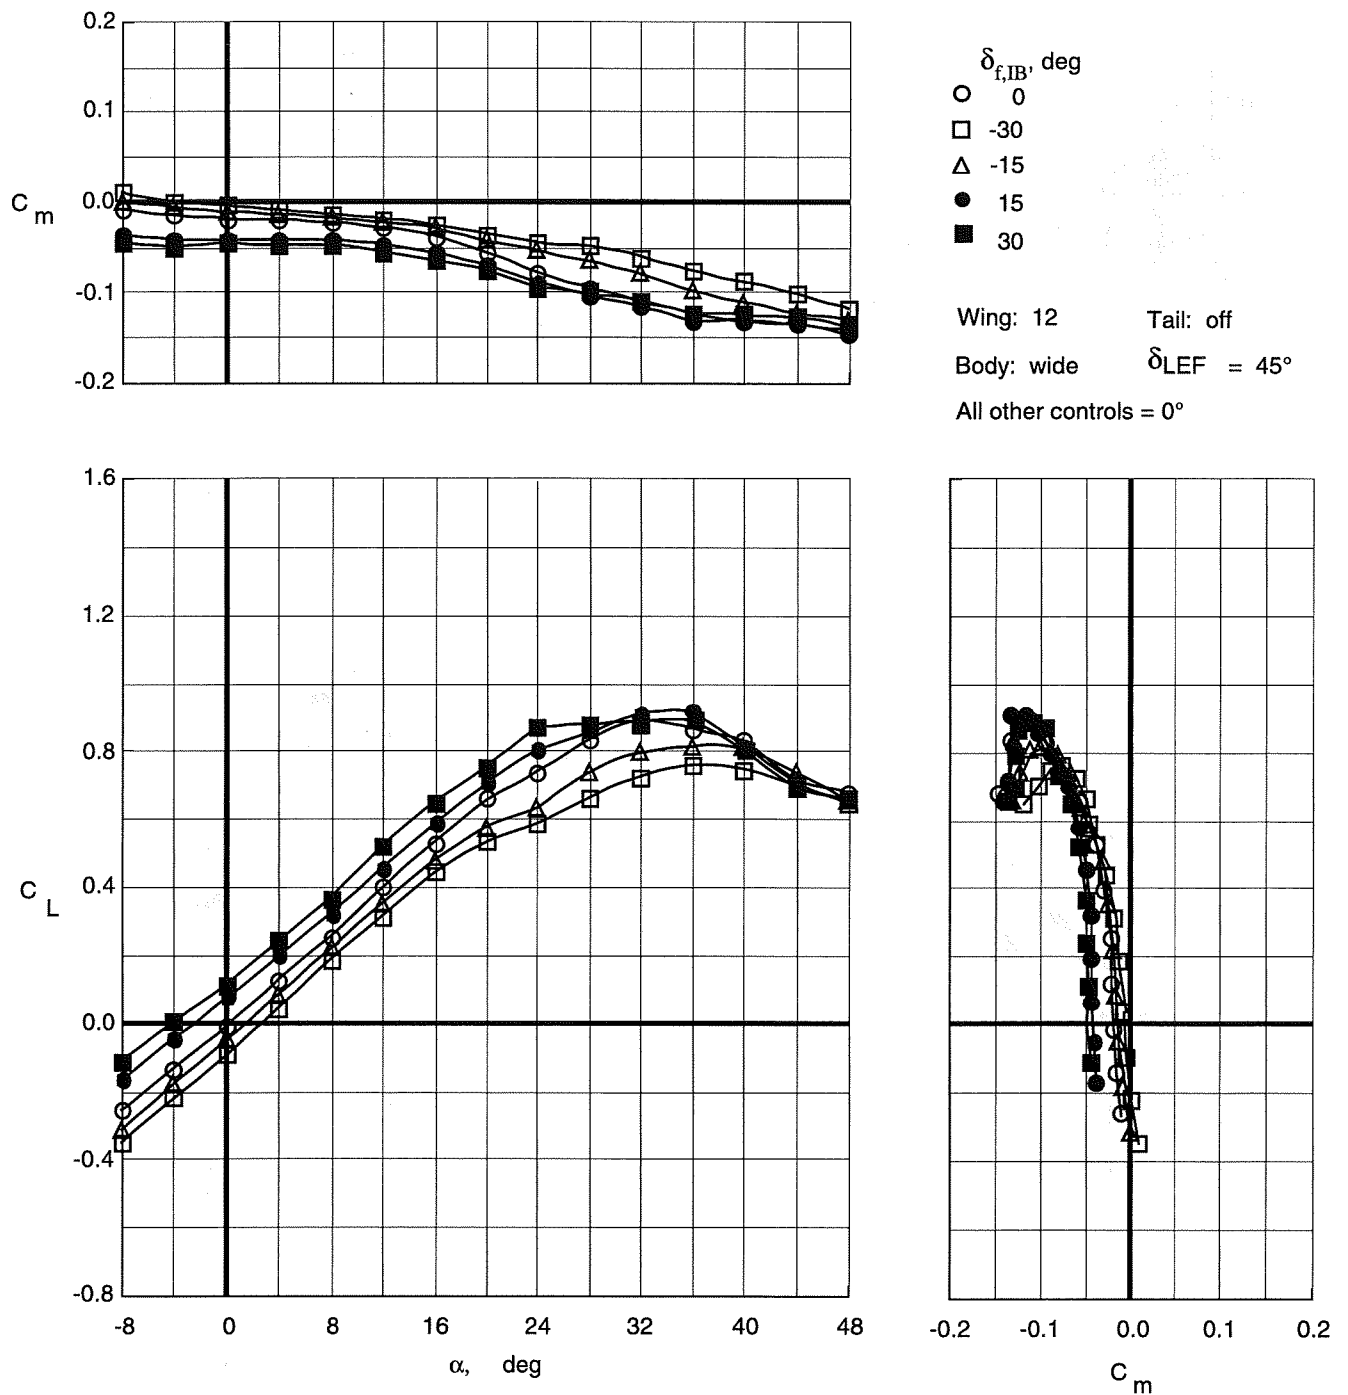 0.2
0.1
0.0
C m
-0.1
-0.2
δf,IB, deg
0
-30
-15
15
30
Wing: 12 Tail: off
Body: wide δLEF = 45°
All other controls = 0°
1.6
1.2
0.8
0.4
C L
0.0
-0.4
-0.8
-8 0 8 16 24 32 40 48
α, deg
-0.2 -0.1 0.0 0.1 0.2
C m